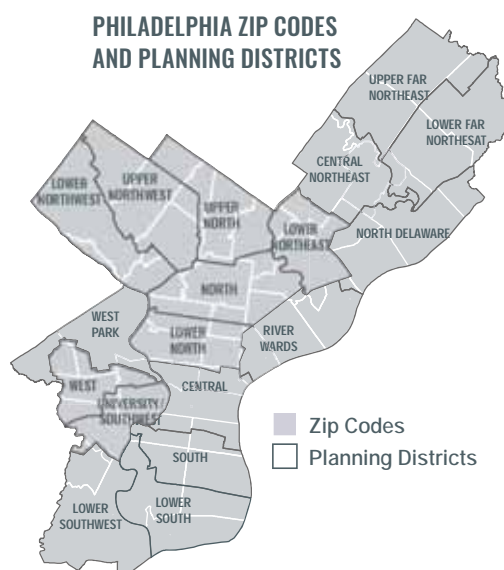 PHILADELPHIA ZIP CODES
AND PLANNING DISTRICTS
UPPER FAR
NORTHEAST
LOWER FAR
NORTHESAT
CENTRAL
NORTHEAST
UPPER
NORTHWEST
LOWER
NORTHWEST
UPPER
NORTH
LOWER
NORTHEAST
NORTH DELAWARE
NORTH
WEST
PARK
LOWER
NORTH
RIVER
WARDS
WEST
CENTRAL
UNIVERSITY/
SOUTHWEST
Zip Codes
SOUTH
Planning Districts
LOWER
SOUTHWEST
LOWER
SOUTH